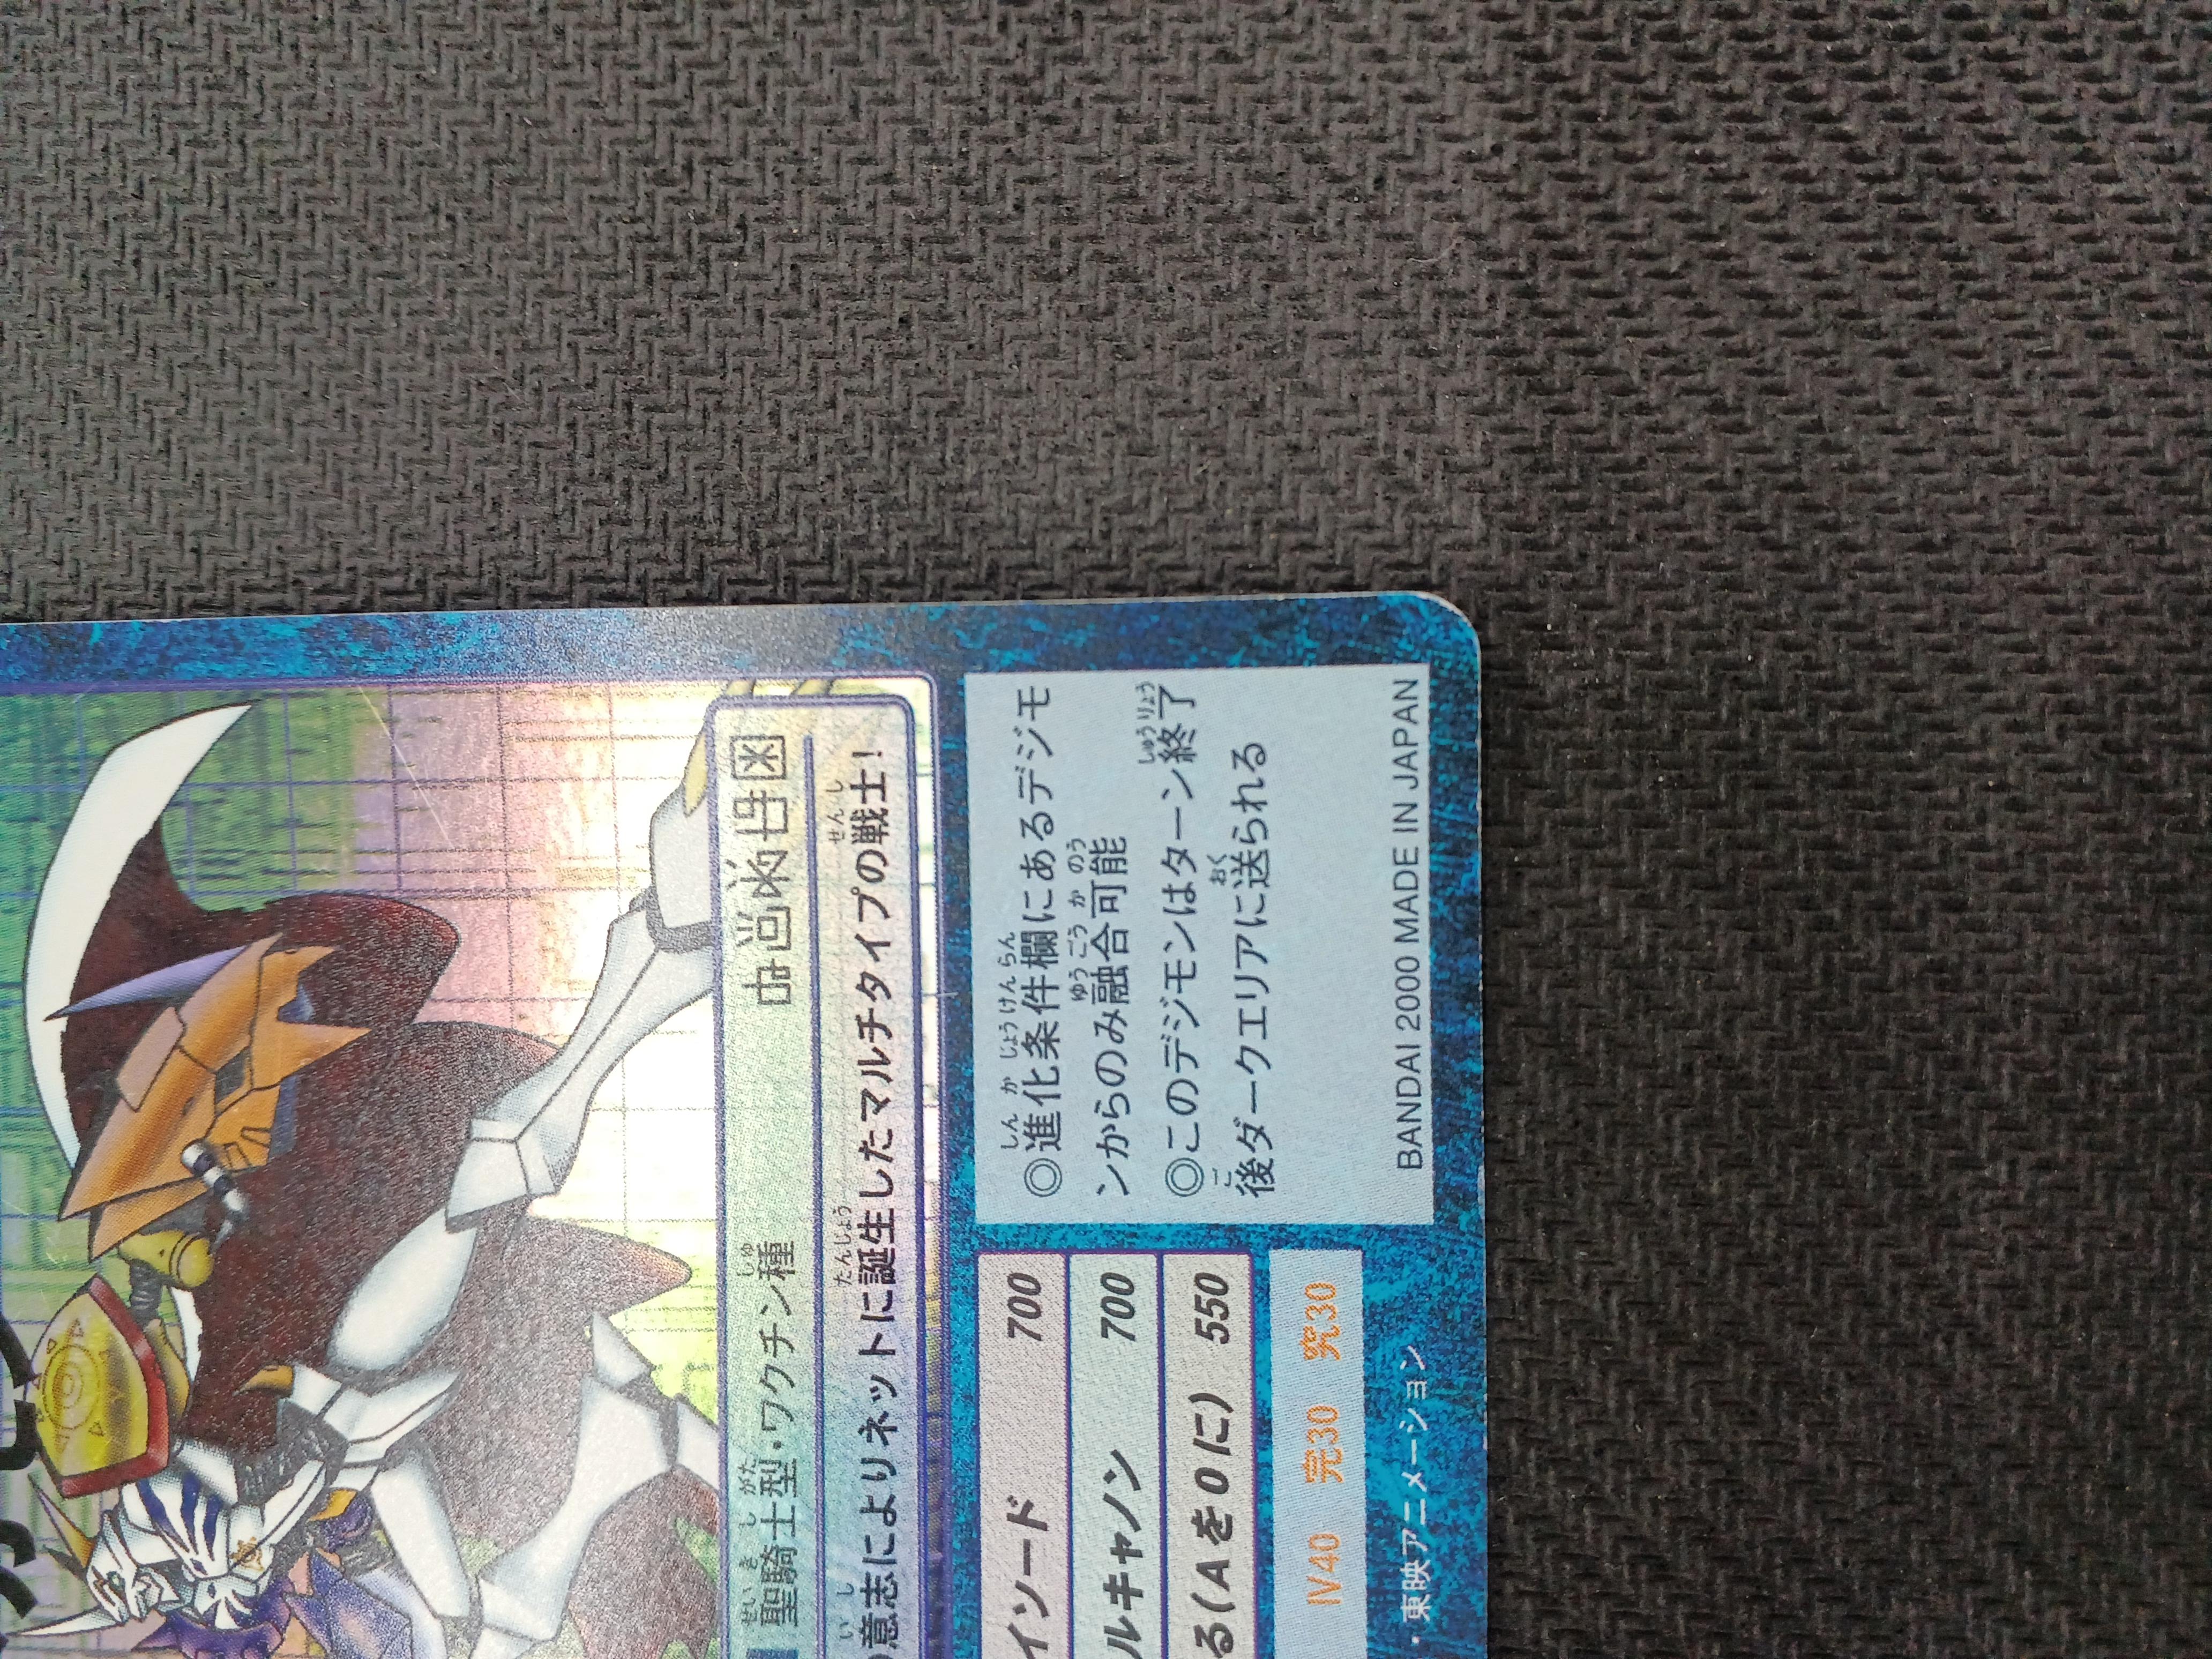 聖騎士型・ワクチン種
意志によりネットに誕生したマルチタイプの戦士!
イソード 700
ルキャノン 700
る(Aを0に) 550
IV40 完30 究30
◎進化条件欄にあるデジモ
ンからのみ融合可能
◎このデジモンはターン終了
後ダークエリアに送られる
・東映アニメーション
BANDAI 2000 MADE IN JAPAN